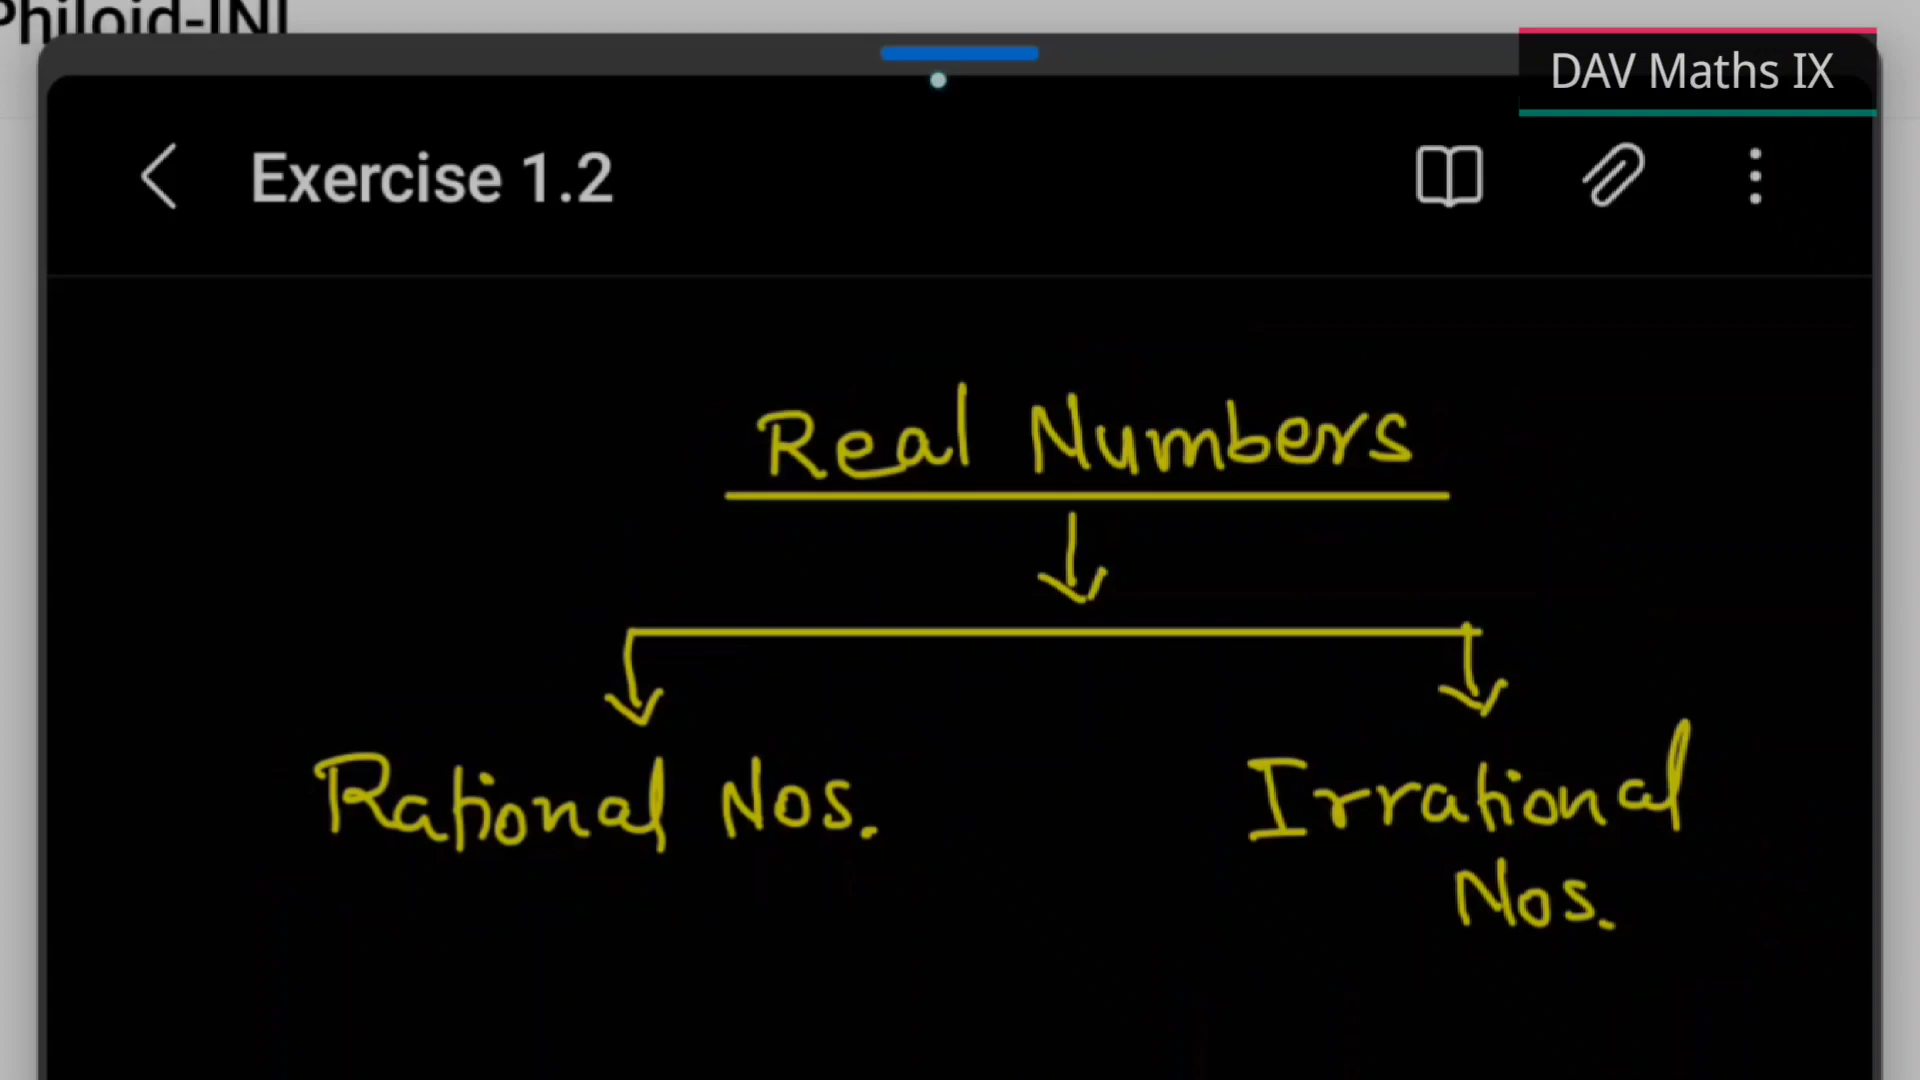 DAV Maths IX
Exercise 1.2
Real Numbers
Rational Nos.
Irrational
Nos.